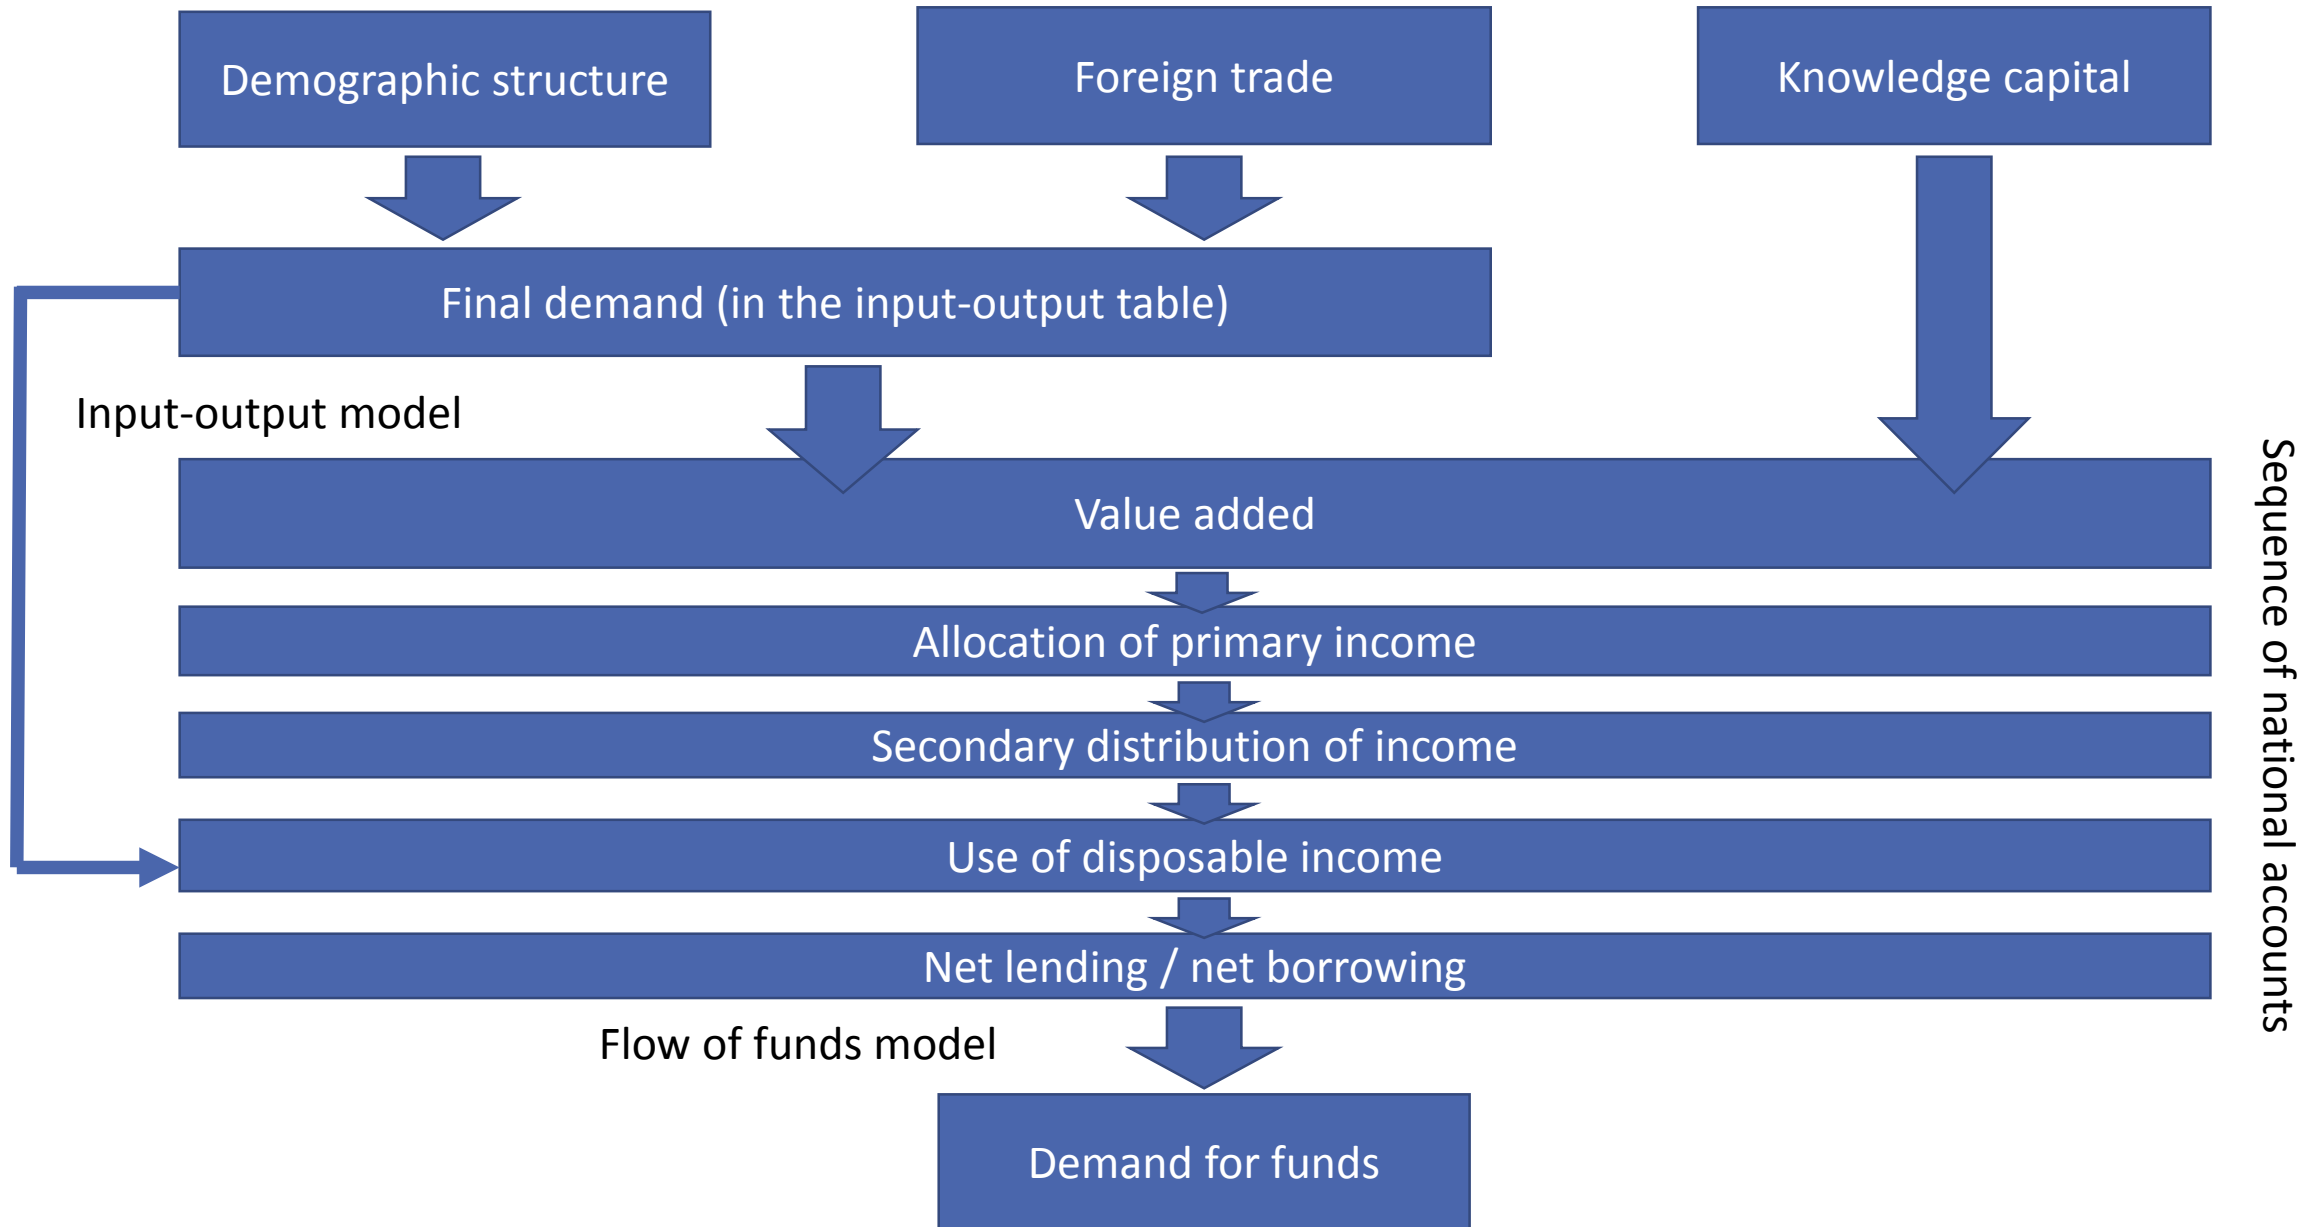 Demographic structure
Foreign trade
Knowledge capital
Final demand (in the input-output table)
Input-output model
Value added
Allocation of primary income
Secondary distribution of income
Use of disposable income
Net lending / net borrowing
Sequence of national accounts
Flow of funds model
Demand for funds